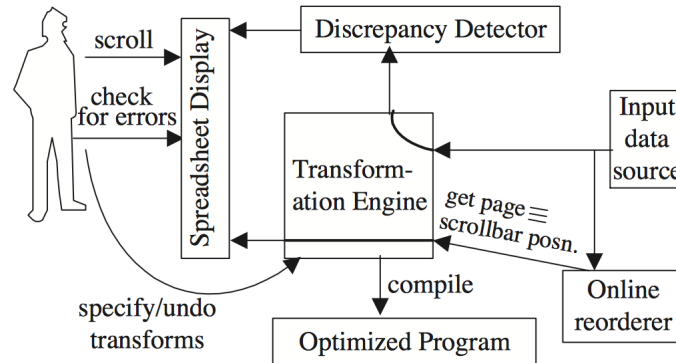 scroll
Discrepancy Detector
check
for errors
Spreadsheet Display
Input
data
source
Transform-
ation Engine
get page ≡
scrollbar posn.
specify/undo
transforms
compile
Online
reorderer
Optimized Program